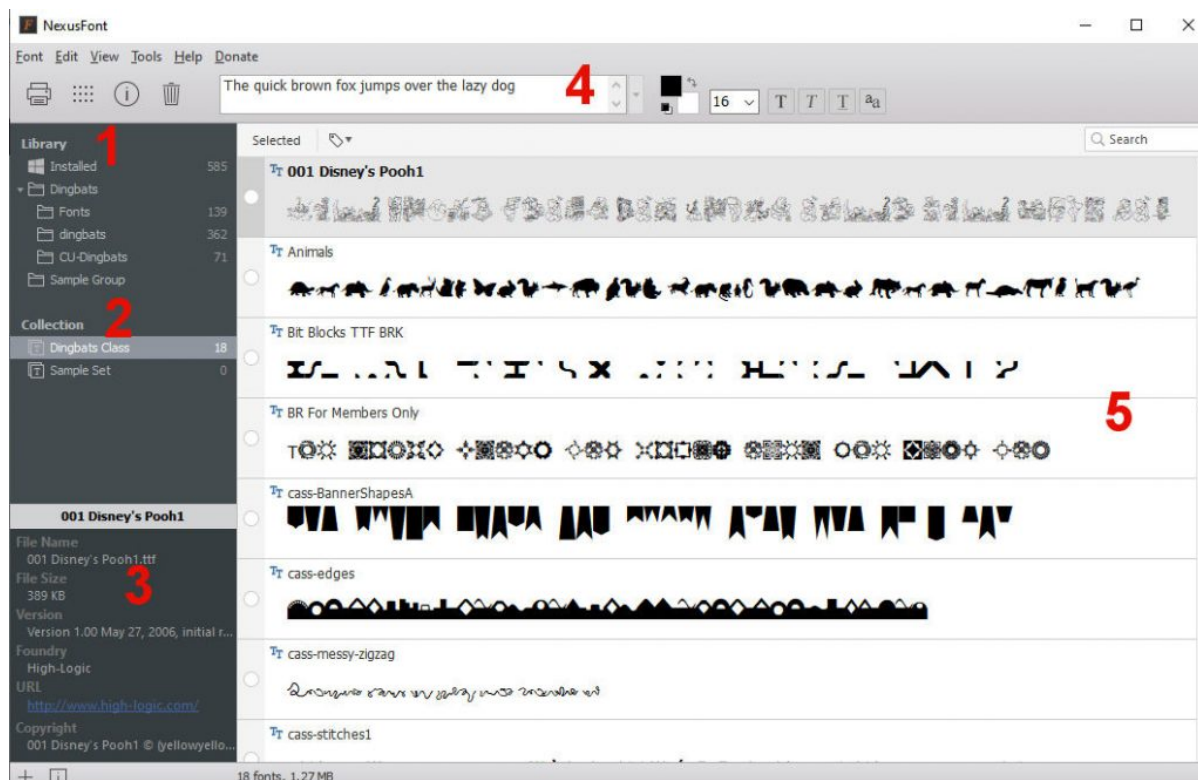 NexusFont
Font Edit View Tools Help Donate
The quick brown fox jumps over the lazy dog
4
16
T T T aa
1
Library
Installed 585
Dingbats
Fonts 139
dingbats 362
CU-Dingbats 71
Sample Group
2
Collection
Dingbats Class 18
Sample Set 0
001 Disney's Pooh1
File Name
001 Disney's Pooh1.ttf
3
File Size
389 KB
Version
Version 1.00 May 27, 2006, initial r...
Foundry
High-Logic
URL
http://www.high-logic.com/
Copyright
001 Disney's Pooh1 © (yellowyello...
Selected
Search
001 Disney's Pooh1
Animals
Bit Blocks TTF BRK
BR For Members Only
5
cass-BannerShapesA
cass-edges
cass-messy-zigzag
cass-stitches1
18 fonts, 1.27 MB